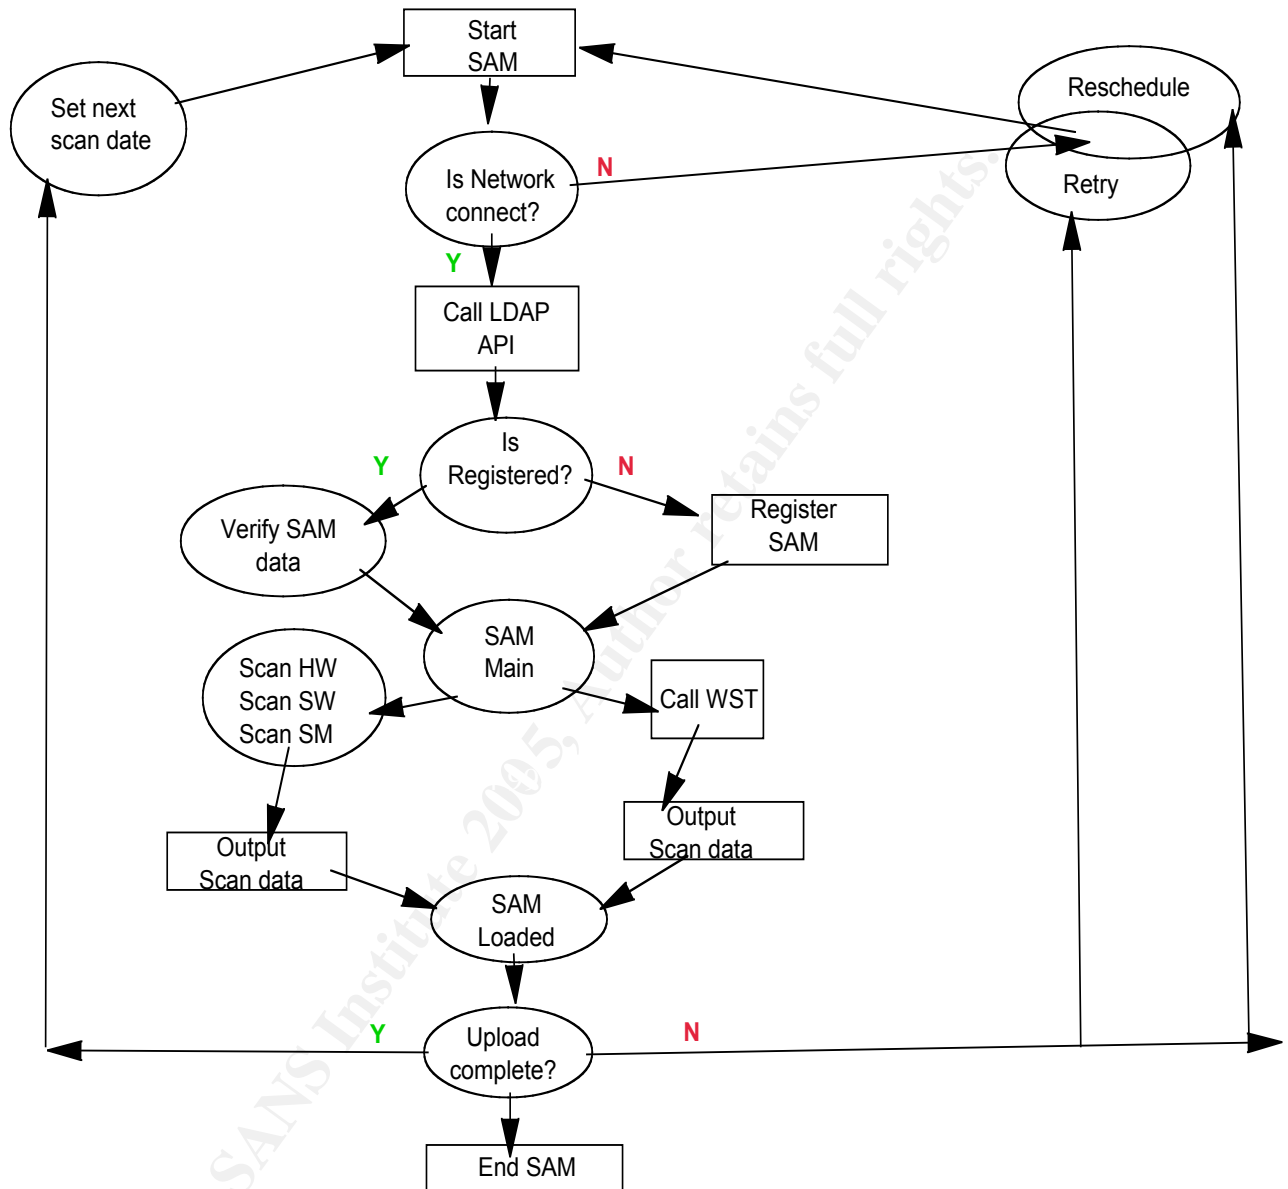 Start
SAM
Reschedule
Set next
scan date
Is Network
connect?
N
Retry
Y
Call LDAP
API
Is
Registered?
Y
N
Verify SAM
data
Register
SAM
SAM
Main
Scan HW
Scan SW
Scan SM
Call WST
Output
Scan data
Output
Scan data
SAM
Loaded
Upload
complete?
Y
N
End SAM
SANS Institute 2005, Author retains full rights.